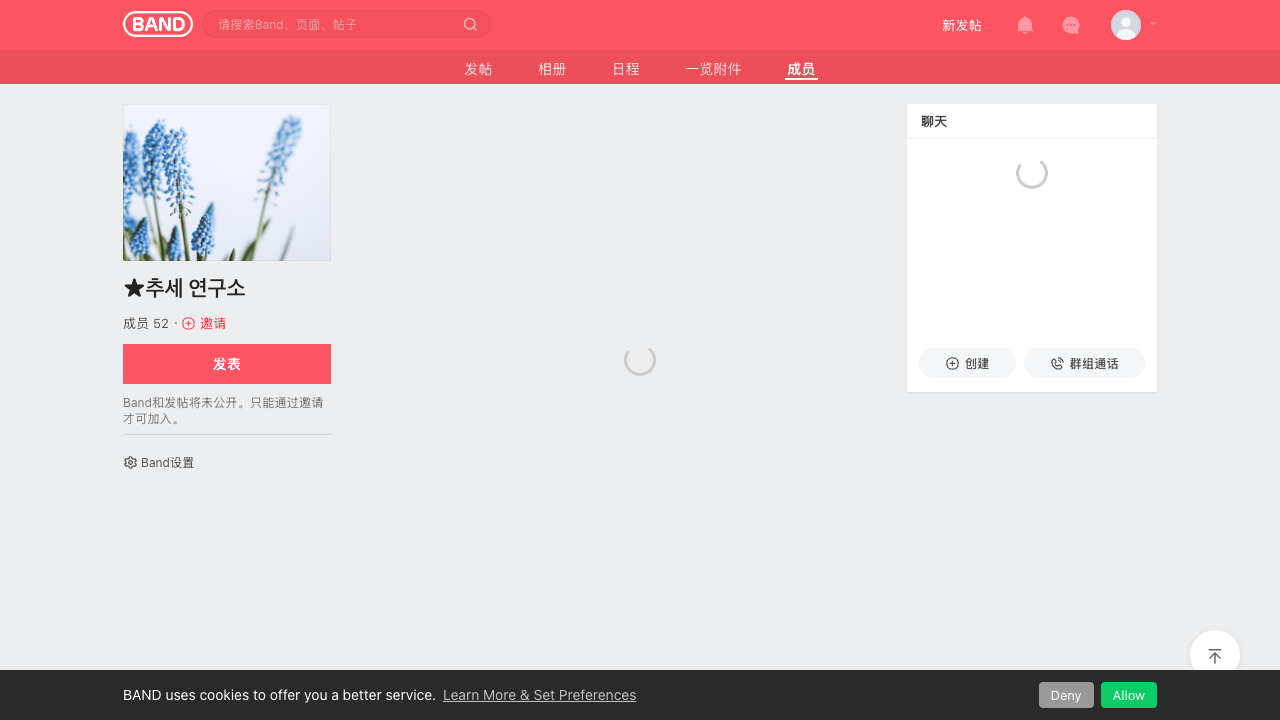 BAND
请搜索Band、页面、帖子
新发帖
发帖
相册
日程
一览附件
成员
★추세 연구소
成员 52 · 邀请
发表
Band和发帖将未公开。只能通过邀请
才可加入。
Band设置
聊天
创建
群组通话
BAND uses cookies to offer you a better service. Learn More & Set Preferences
Deny
Allow